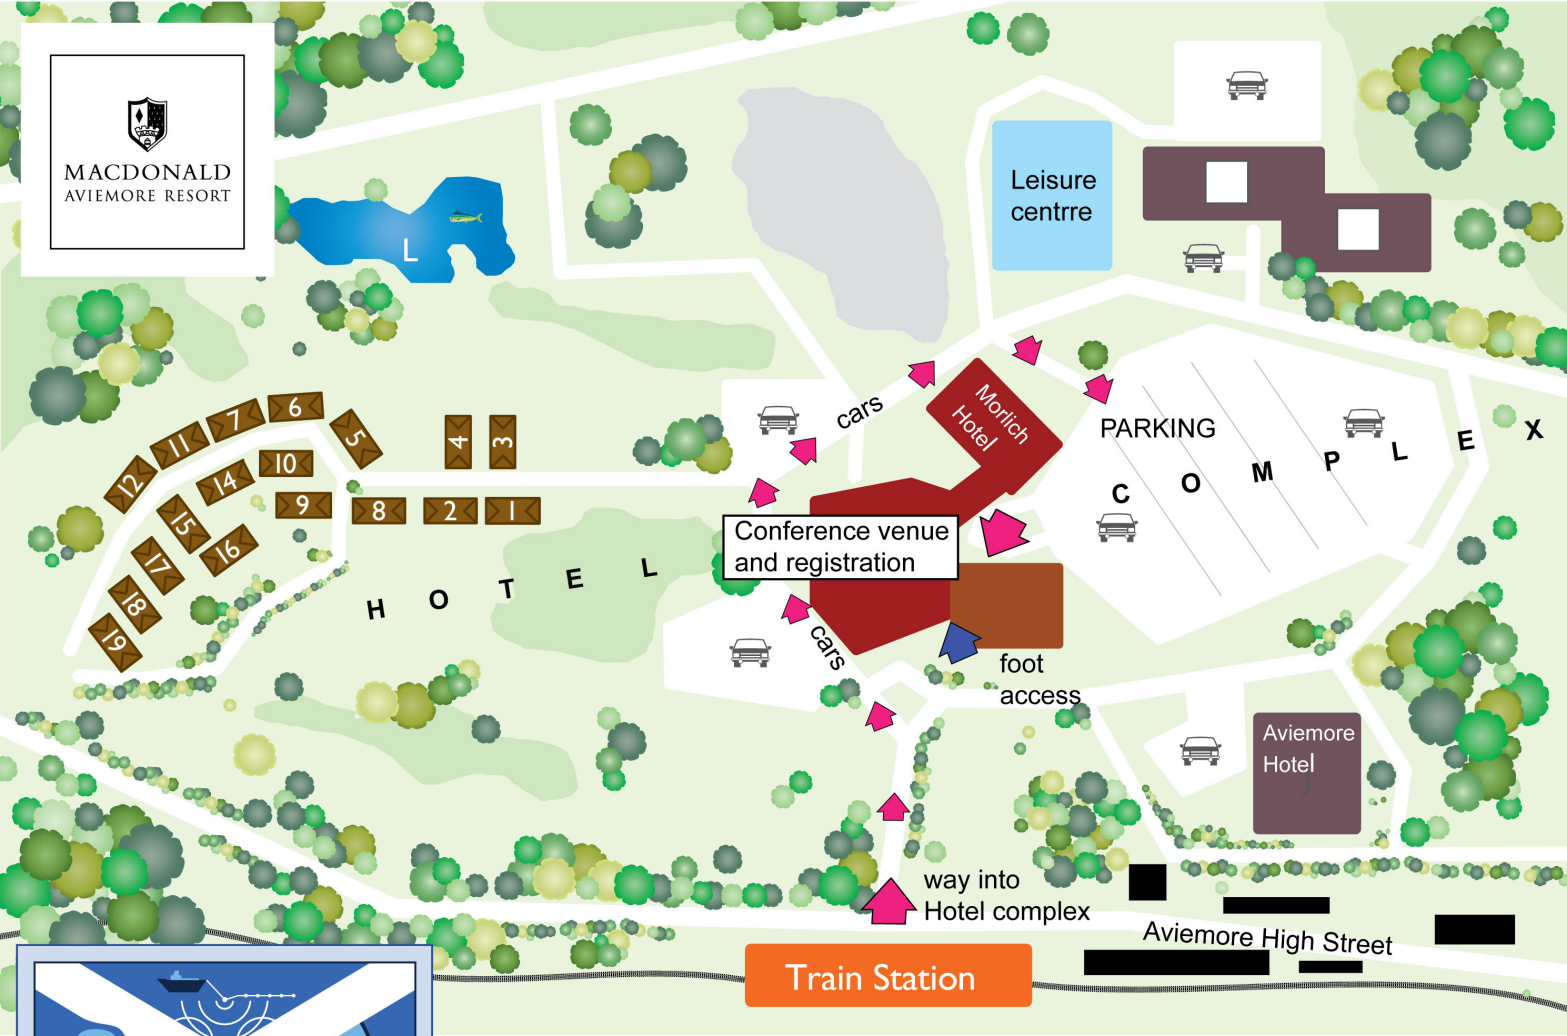 MACDONALD
AVIEMORE RESORT
L
Leisure
centrre
Morlich
Hotel
cars
PARKING
COMPLEX
Conference venue
and registration
HOTEL
cars
foot
access
6
7
5
11
4
3
12
10
14
9
8
2
1
15
16
17
18
19
Aviemore
Hotel
way into
Hotel complex
Aviemore High Street
Train Station